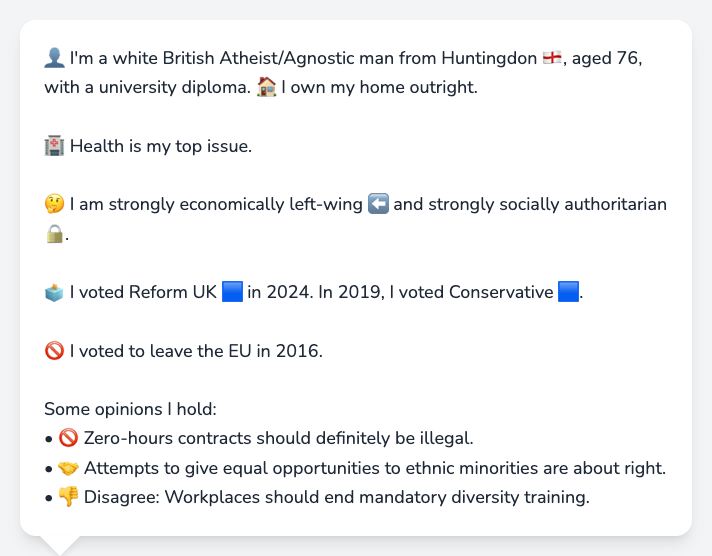 👤 I'm a white British Atheist/Agnostic man from Huntingdon 🏴󠁧󠁢󠁥󠁮󠁧󠁿, aged 76,
with a university diploma. 🏠 I own my home outright.
🏥 Health is my top issue.
🤔 I am strongly economically left-wing ⬅️ and strongly socially authoritarian
🔒.
🗳️ I voted Reform UK 🟦 in 2024. In 2019, I voted Conservative 🟦.
🚫 I voted to leave the EU in 2016.
Some opinions I hold:
• 🚫 Zero-hours contracts should definitely be illegal.
• 🤝 Attempts to give equal opportunities to ethnic minorities are about right.
• 👎 Disagree: Workplaces should end mandatory diversity training.